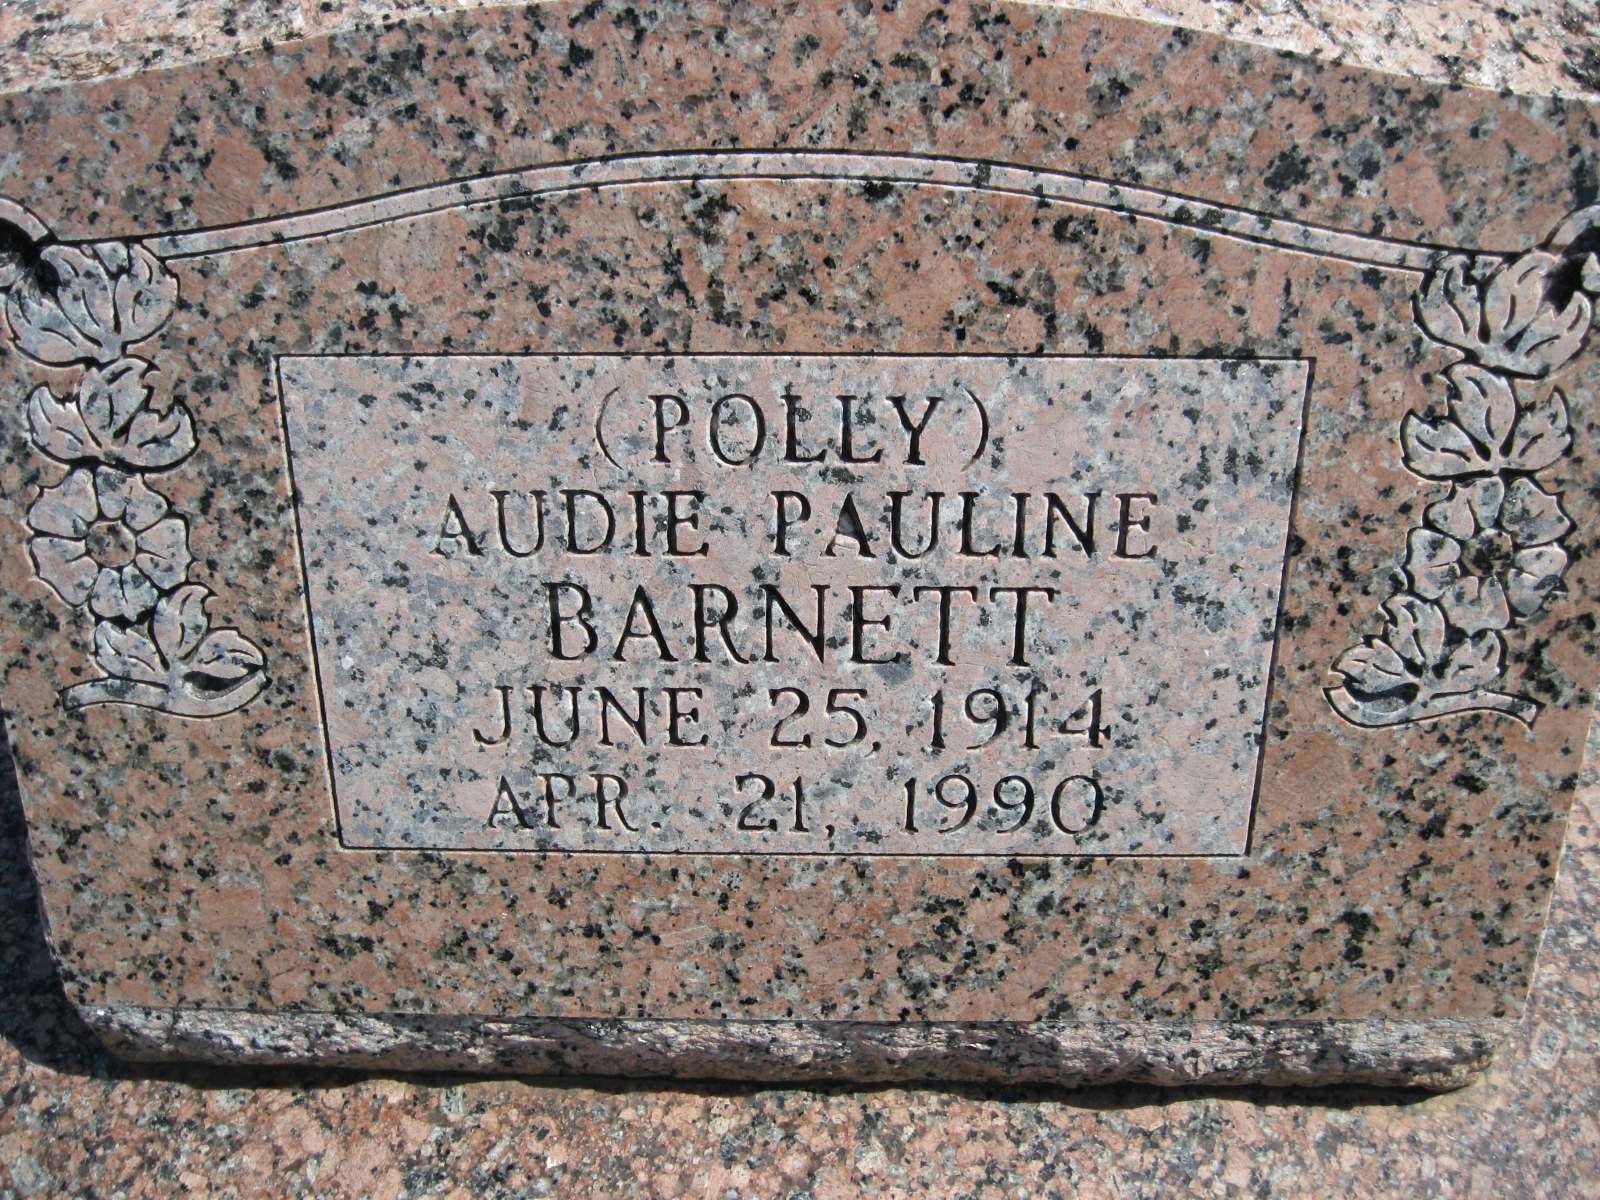 (POLLY)
AUDIE PAULINE
BARNETT
JUNE 25, 1914
APR. 21, 1990